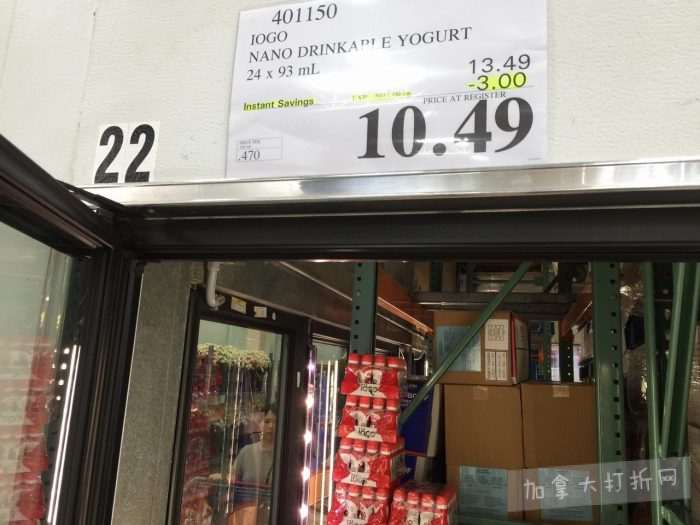 401150
IOGO
NANO DRINKABLE YOGURT
24 x 93 mL
13.49
-3.00
Instant Savings
PRICE AT REGISTER
10.49
.470
22
IOGO
加拿大打折网